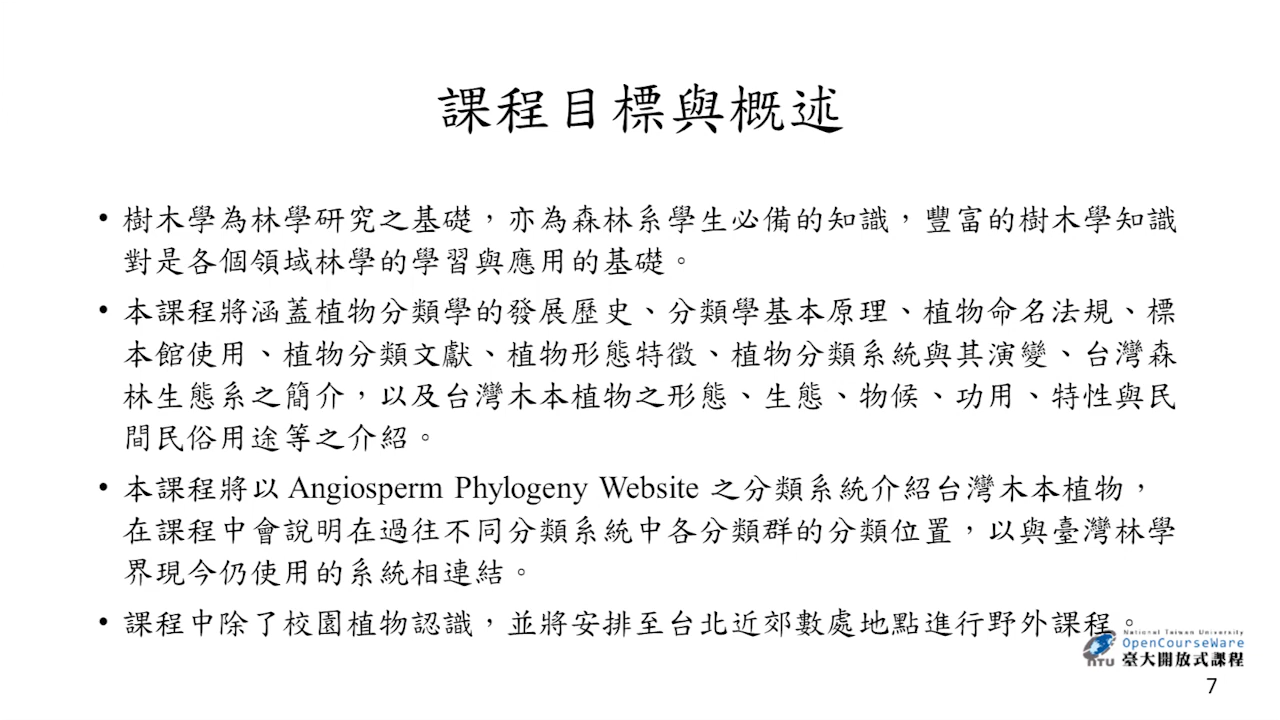 課程目標與概述
• 樹木學為林學研究之基礎，亦為森林系學生必備的知識，豐富的樹木學知識
對是各個領域林學的學習與應用的基礎。
• 本課程將涵蓋植物分類學的發展歷史、分類學基本原理、植物命名法規、標
本館使用、植物分類文獻、植物形態特徵、植物分類系統與其演變、台灣森
林生態系之簡介，以及台灣木本植物之形態、生態、物候、功用、特性與民
間民俗用途等之介紹。
• 本課程將以 Angiosperm Phylogeny Website 之分類系統介紹台灣木本植物，
在課程中會說明在過往不同分類系統中各分類群的分類位置，以與臺灣林學
界現今仍使用的系統相連結。
• 課程中除了校園植物認識，並將安排至台北近郊數處地點進行野外課程。
National Taiwan University
OpenCourseWare
NTU 臺大開放式課程
7